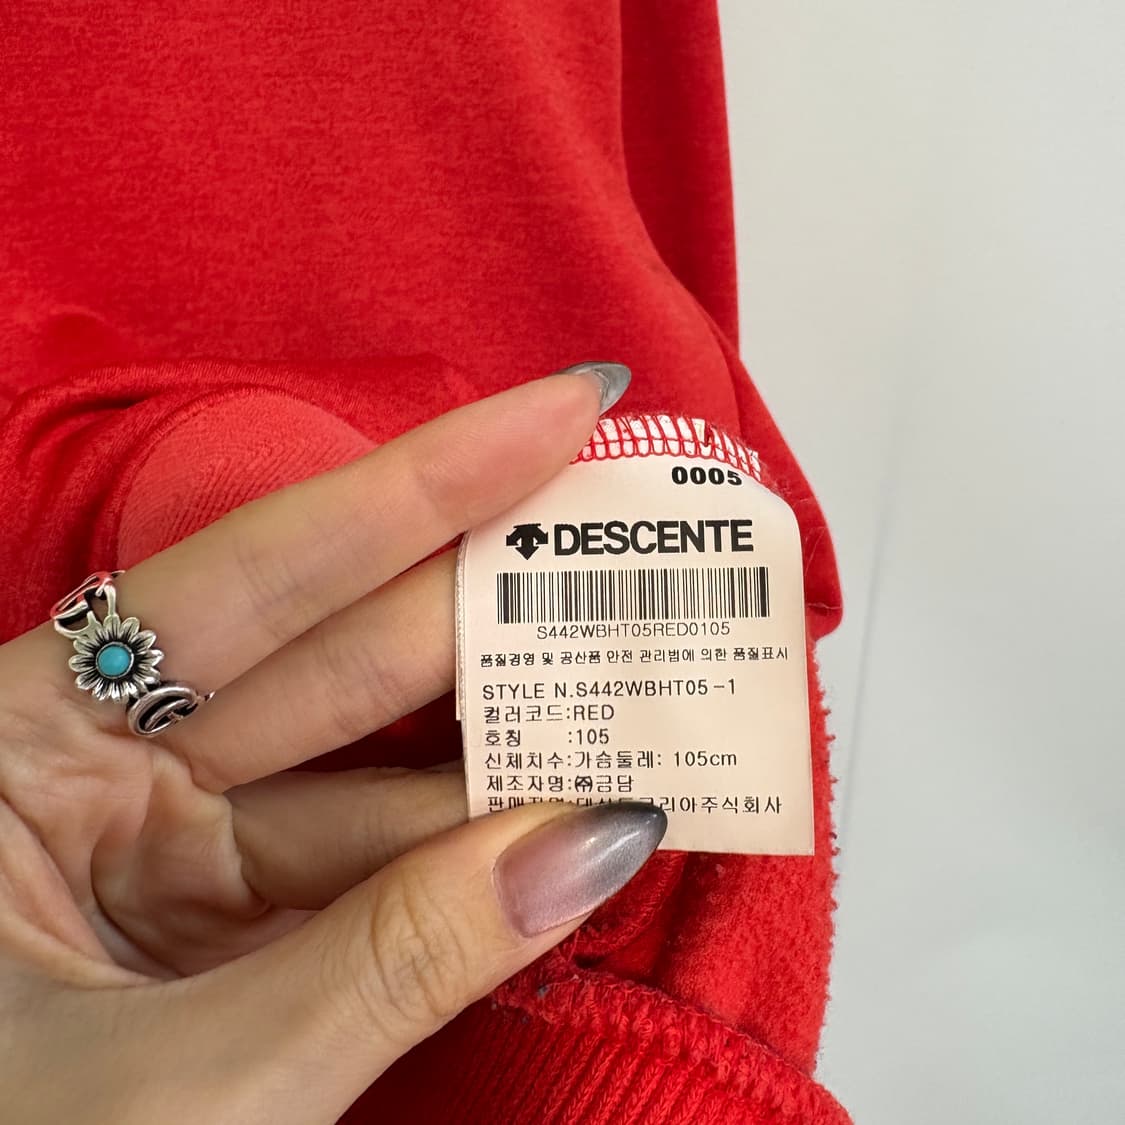 0005
DESCENTE
S442WBHT05RED0105
품질경영 및 공산품 안전 관리법에 의한 품질표시
STYLE N.S442WBHT05-1
컬러코드:RED
호칭 :105
신체치수:가슴둘레: 105cm
제조자명:㈜금담